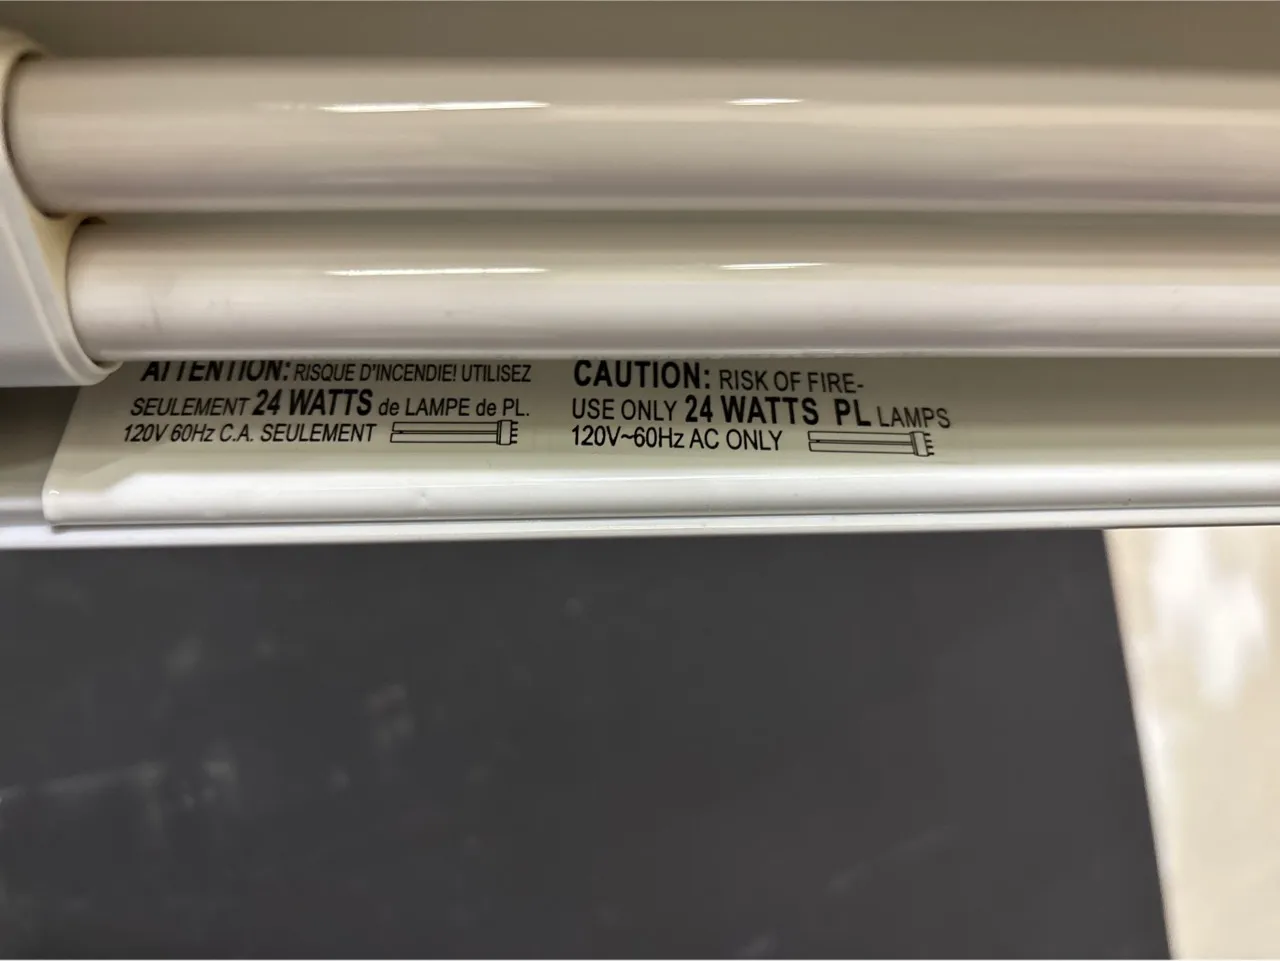 ATTENTION: RISQUE D'INCENDIE! UTILISEZ
SEULEMENT 24 WATTS de LAMPE de PL.
120V 60Hz C.A. SEULEMENT
CAUTION: RISK OF FIRE-
USE ONLY 24 WATTS PL LAMPS
120V~60Hz AC ONLY